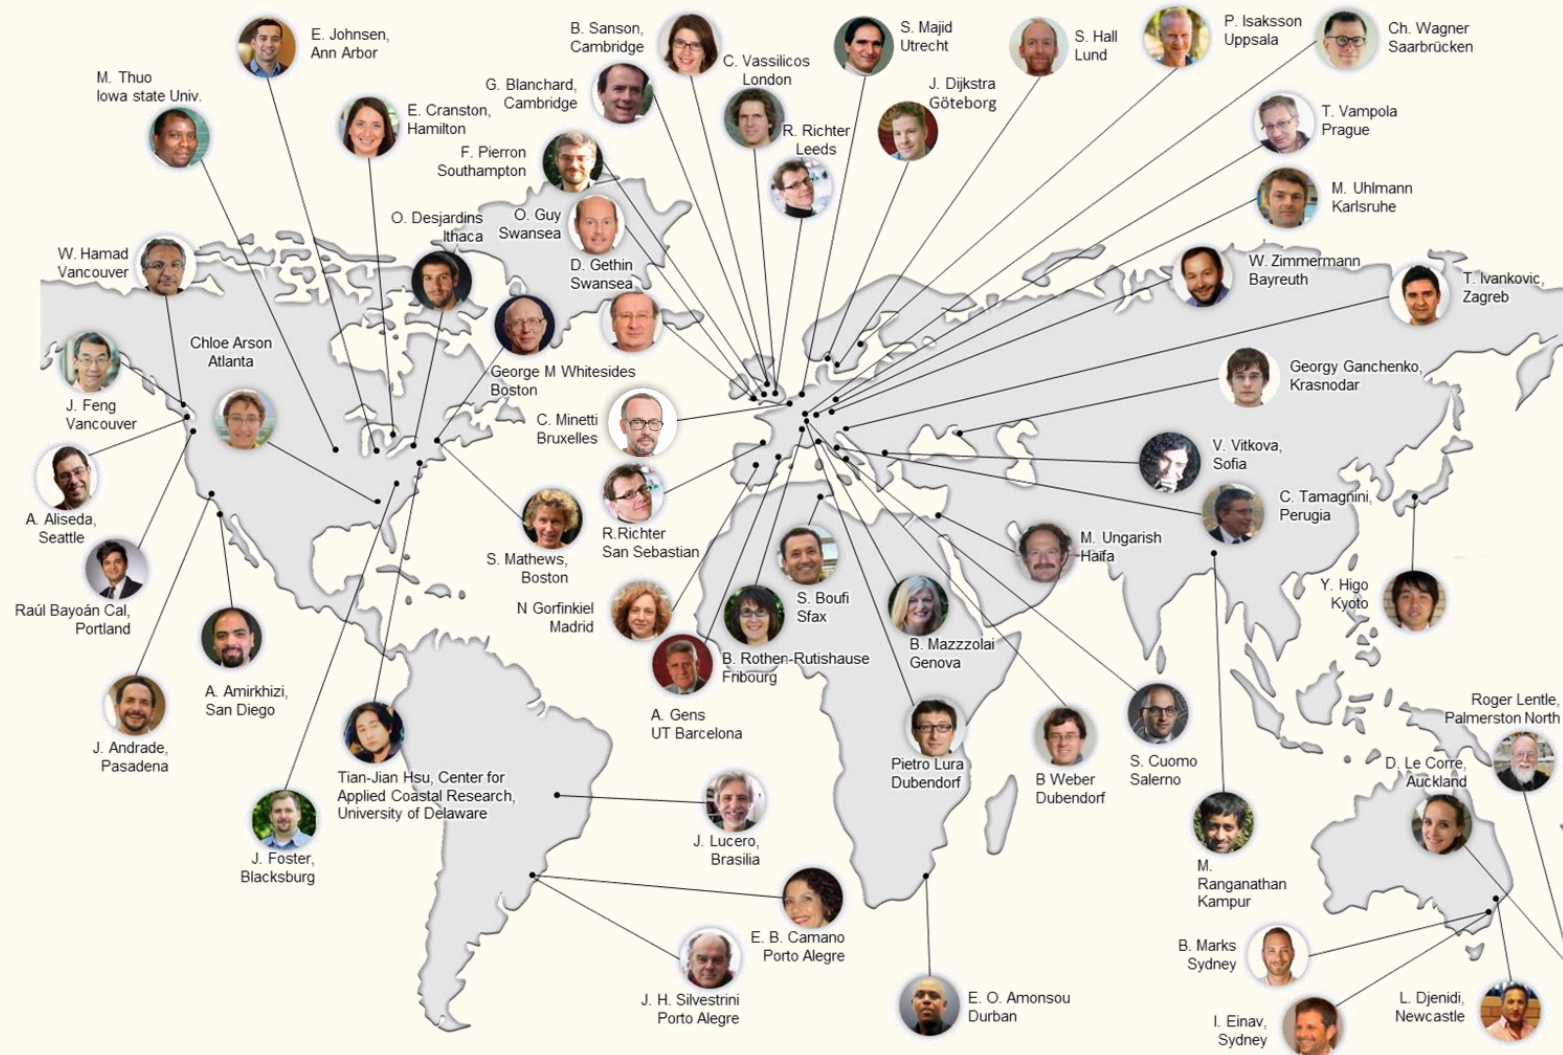 E. Johnsen,
Ann Arbor
B. Sanson,
Cambridge
S. Majid
Utrecht
S. Hall
Lund
P. Isaksson
Uppsala
Ch. Wagner
Saarbrücken
M. Thuo
Iowa state Univ.
G. Blanchard,
Cambridge
C. Vassilicos
London
J. Dijkstra
Göteborg
E. Cranston,
Hamilton
T. Vampola
Prague
F. Pierron
Southampton
R. Richter
Leeds
M. Uhlmann
Karlsruhe
O. Desjardins
Ithaca
O. Guy
Swansea
W. Hamad
Vancouver
D. Gethin
Swansea
W. Zimmermann
Bayreuth
T. Ivankovic,
Zagreb
Chloe Arson
Atlanta
George M Whitesides
Boston
Georgy Ganchenko,
Krasnodar
J. Feng
Vancouver
C. Minetti
Bruxelles
V. Vitkova,
Sofia
A. Aliseda,
Seattle
S. Mathews,
Boston
R.Richter
San Sebastian
C. Tamagnini,
Perugia
M. Ungarish
Haïfa
Raúl Bayoán Cal,
Portland
N Gorfinkiel
Madrid
S. Boufi
Sfax
Y. Higo
Kyoto
B. Mazzzolai
Genova
B. Rothen-Rutishause
Fribourg
A. Amirkhizi,
San Diego
A. Gens
UT Barcelona
Roger Lentle,
Palmerston North
J. Andrade,
Pasadena
Pietro Lura
Dubendorf
B Weber
Dubendorf
S. Cuomo
Salerno
D. Le Corre,
Auckland
Tian-Jian Hsu, Center for
Applied Coastal Research,
University of Delaware
J. Foster,
Blacksburg
J. Lucero,
Brasilia
M.
Ranganathan
Kampur
E. B. Camano
Porto Alegre
B. Marks
Sydney
J. H. Silvestrini
Porto Alegre
E. O. Amonsou
Durban
L. Djenidi,
Newcastle
I. Einav,
Sydney